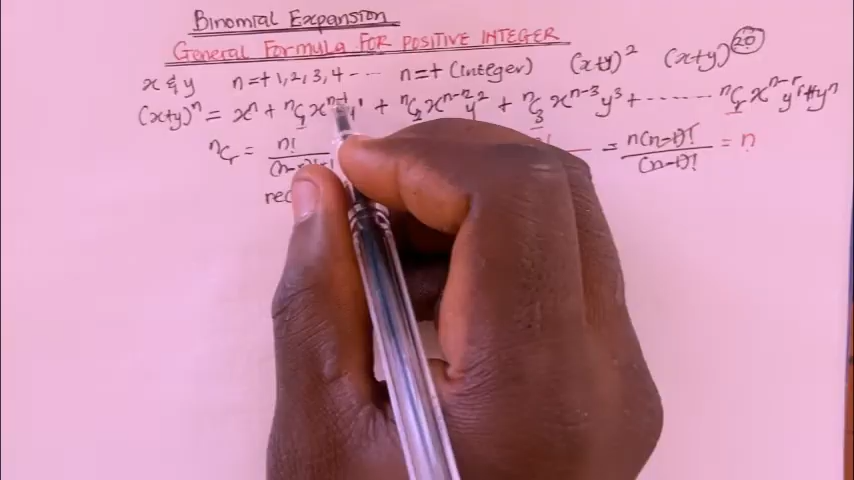 Binomial Expansion
General Formula FOR POSITIVE INTEGER
x & y n=+1,2,3,4---- n=+(integer) (x+y)² (x+y)²⁰
(x+y)ⁿ = xⁿ + ⁿC₁xⁿ⁻¹y¹ + ⁿC₂xⁿ⁻²y² + ⁿC₃xⁿ⁻³y³ + ------ ⁿCᵣxⁿ⁻ʳyʳ + yⁿ
ⁿCᵣ = n! = n(n-1)! / (n-1)! = n